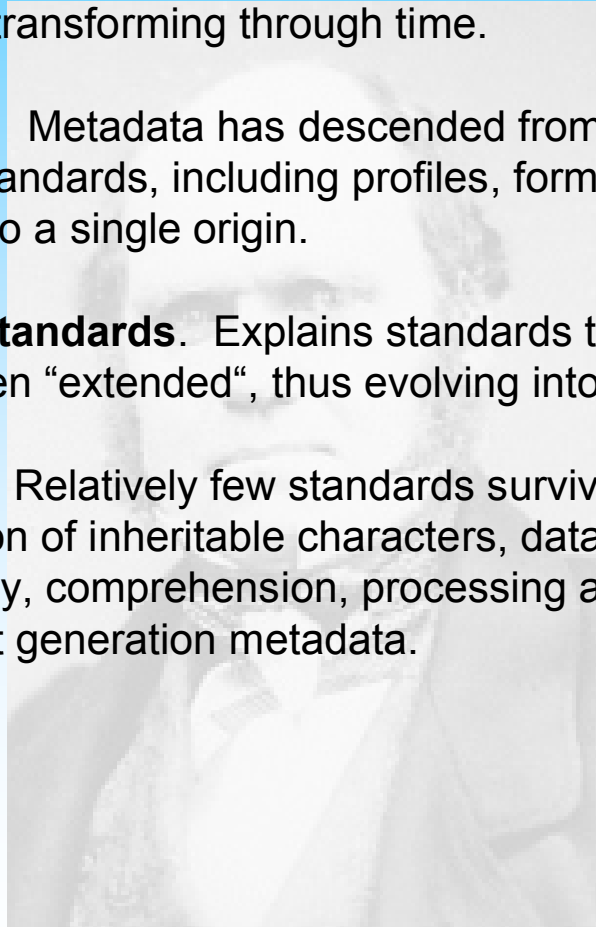 transforming through time.
Metadata has descended from
andards, including profiles, form
o a single origin.
tandards. Explains standards t
en “extended“, thus evolving into
Relatively few standards surviv
on of inheritable characters, data
y, comprehension, processing a
t generation metadata.